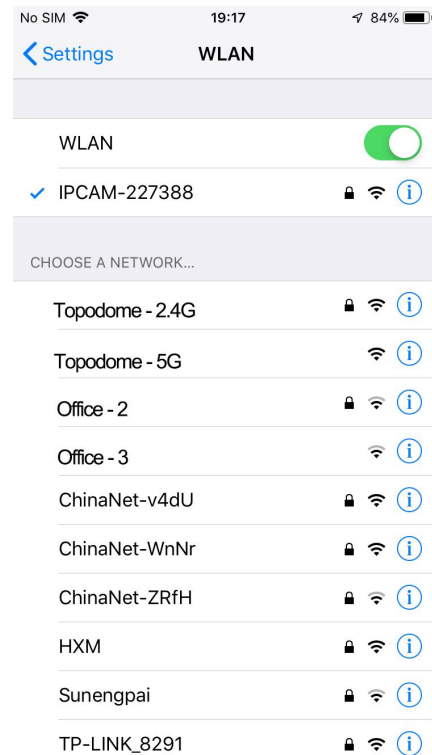 No SIM 19:17 84%
Settings WLAN
WLAN
IPCAM-227388
CHOOSE A NETWORK...
Topodome - 2.4G
Topodome - 5G
Office - 2
Office - 3
ChinaNet-v4dU
ChinaNet-WnNr
ChinaNet-ZRfH
HXM
Sunengpai
TP-LINK_8291